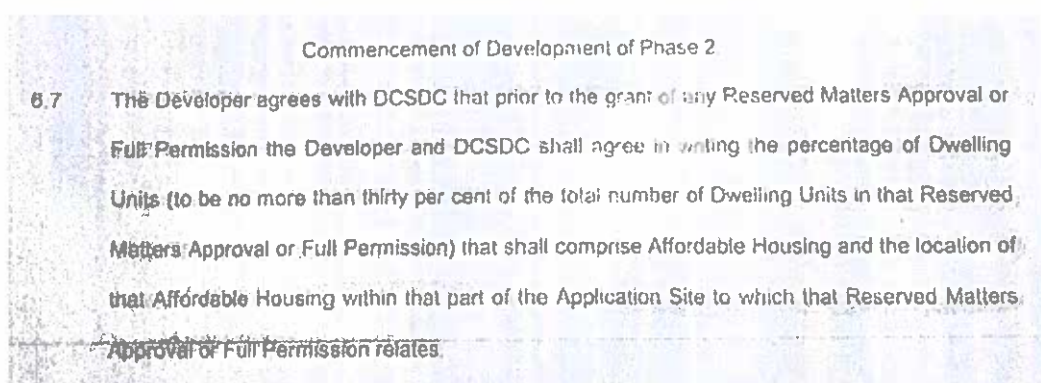 Commencement of Development of Phase 2
6.7 The Developer agrees with DCSDC that prior to the grant of any Reserved Matters Approval or
Full Permission the Developer and DCSDC shall agree in writing the percentage of Dwelling
Units (to be no more than thirty per cent of the total number of Dwelling Units in that Reserved
Matters Approval or Full Permission) that shall comprise Affordable Housing and the location of
that Affordable Housing within that part of the Application Site to which that Reserved Matters
Approval or Full Permission relates.